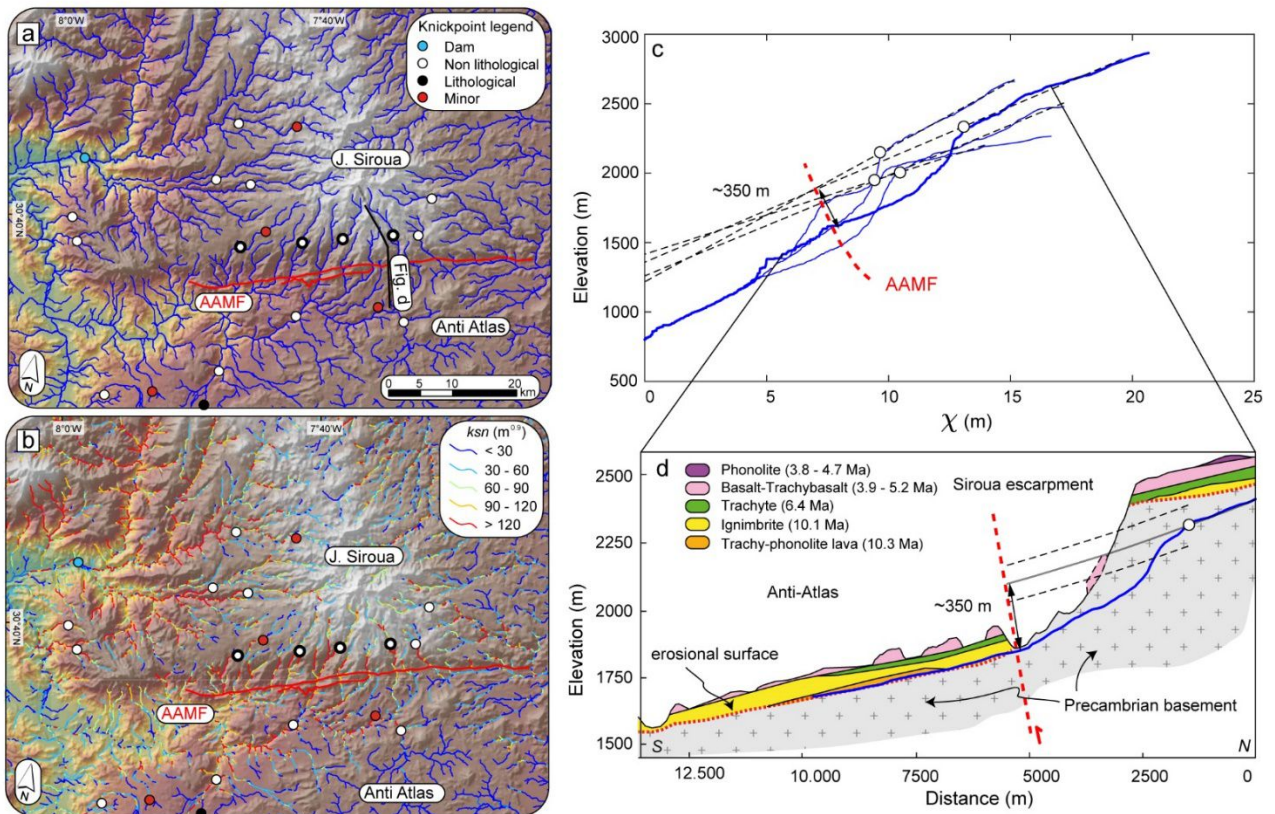 a
8°0'W
7°40'W
30°40'N
Knickpoint legend
Dam
Non lithological
Lithological
Minor
J. Siroua
AAMF
Fig. d
Anti Atlas
N
0 5 10 20
km
b
8°0'W
7°40'W
30°40'N
ksn (m^0.9)
< 30
30 - 60
60 - 90
90 - 120
> 120
J. Siroua
AAMF
Anti Atlas
N
c
Elevation (m)
3000
2500
2000
1500
1000
500
~350 m
AAMF
0 5 10 15 20 25
χ (m)
d
Elevation (m)
2500
2250
2000
1750
1500
Phonolite (3.8 - 4.7 Ma)
Basalt-Trachybasalt (3.9 - 5.2 Ma)
Trachyte (6.4 Ma)
Ignimbrite (10.1 Ma)
Trachy-phonolite lava (10.3 Ma)
Siroua escarpment
Anti-Atlas
~350 m
erosional surface
Precambrian basement
S
N
12.500 10.000 7500 5000 2500 0
Distance (m)